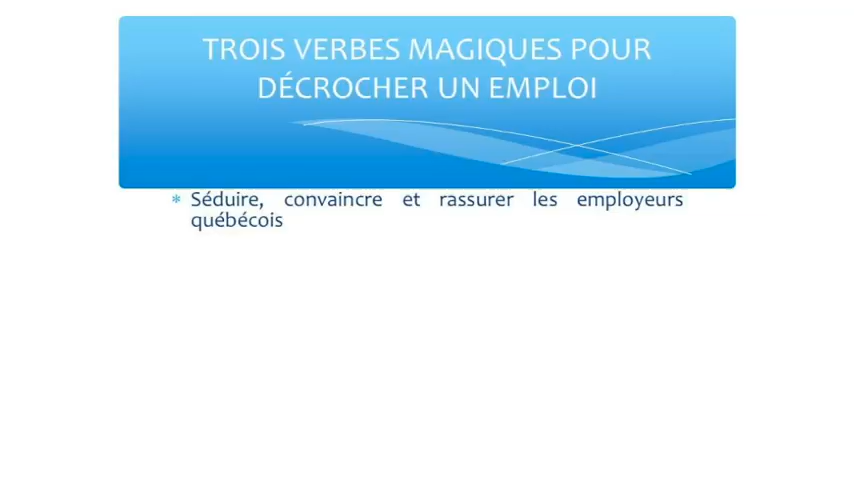 TROIS VERBES MAGIQUES POUR
DÉCROCHER UN EMPLOI
* Séduire, convaincre et rassurer les employeurs
québécois